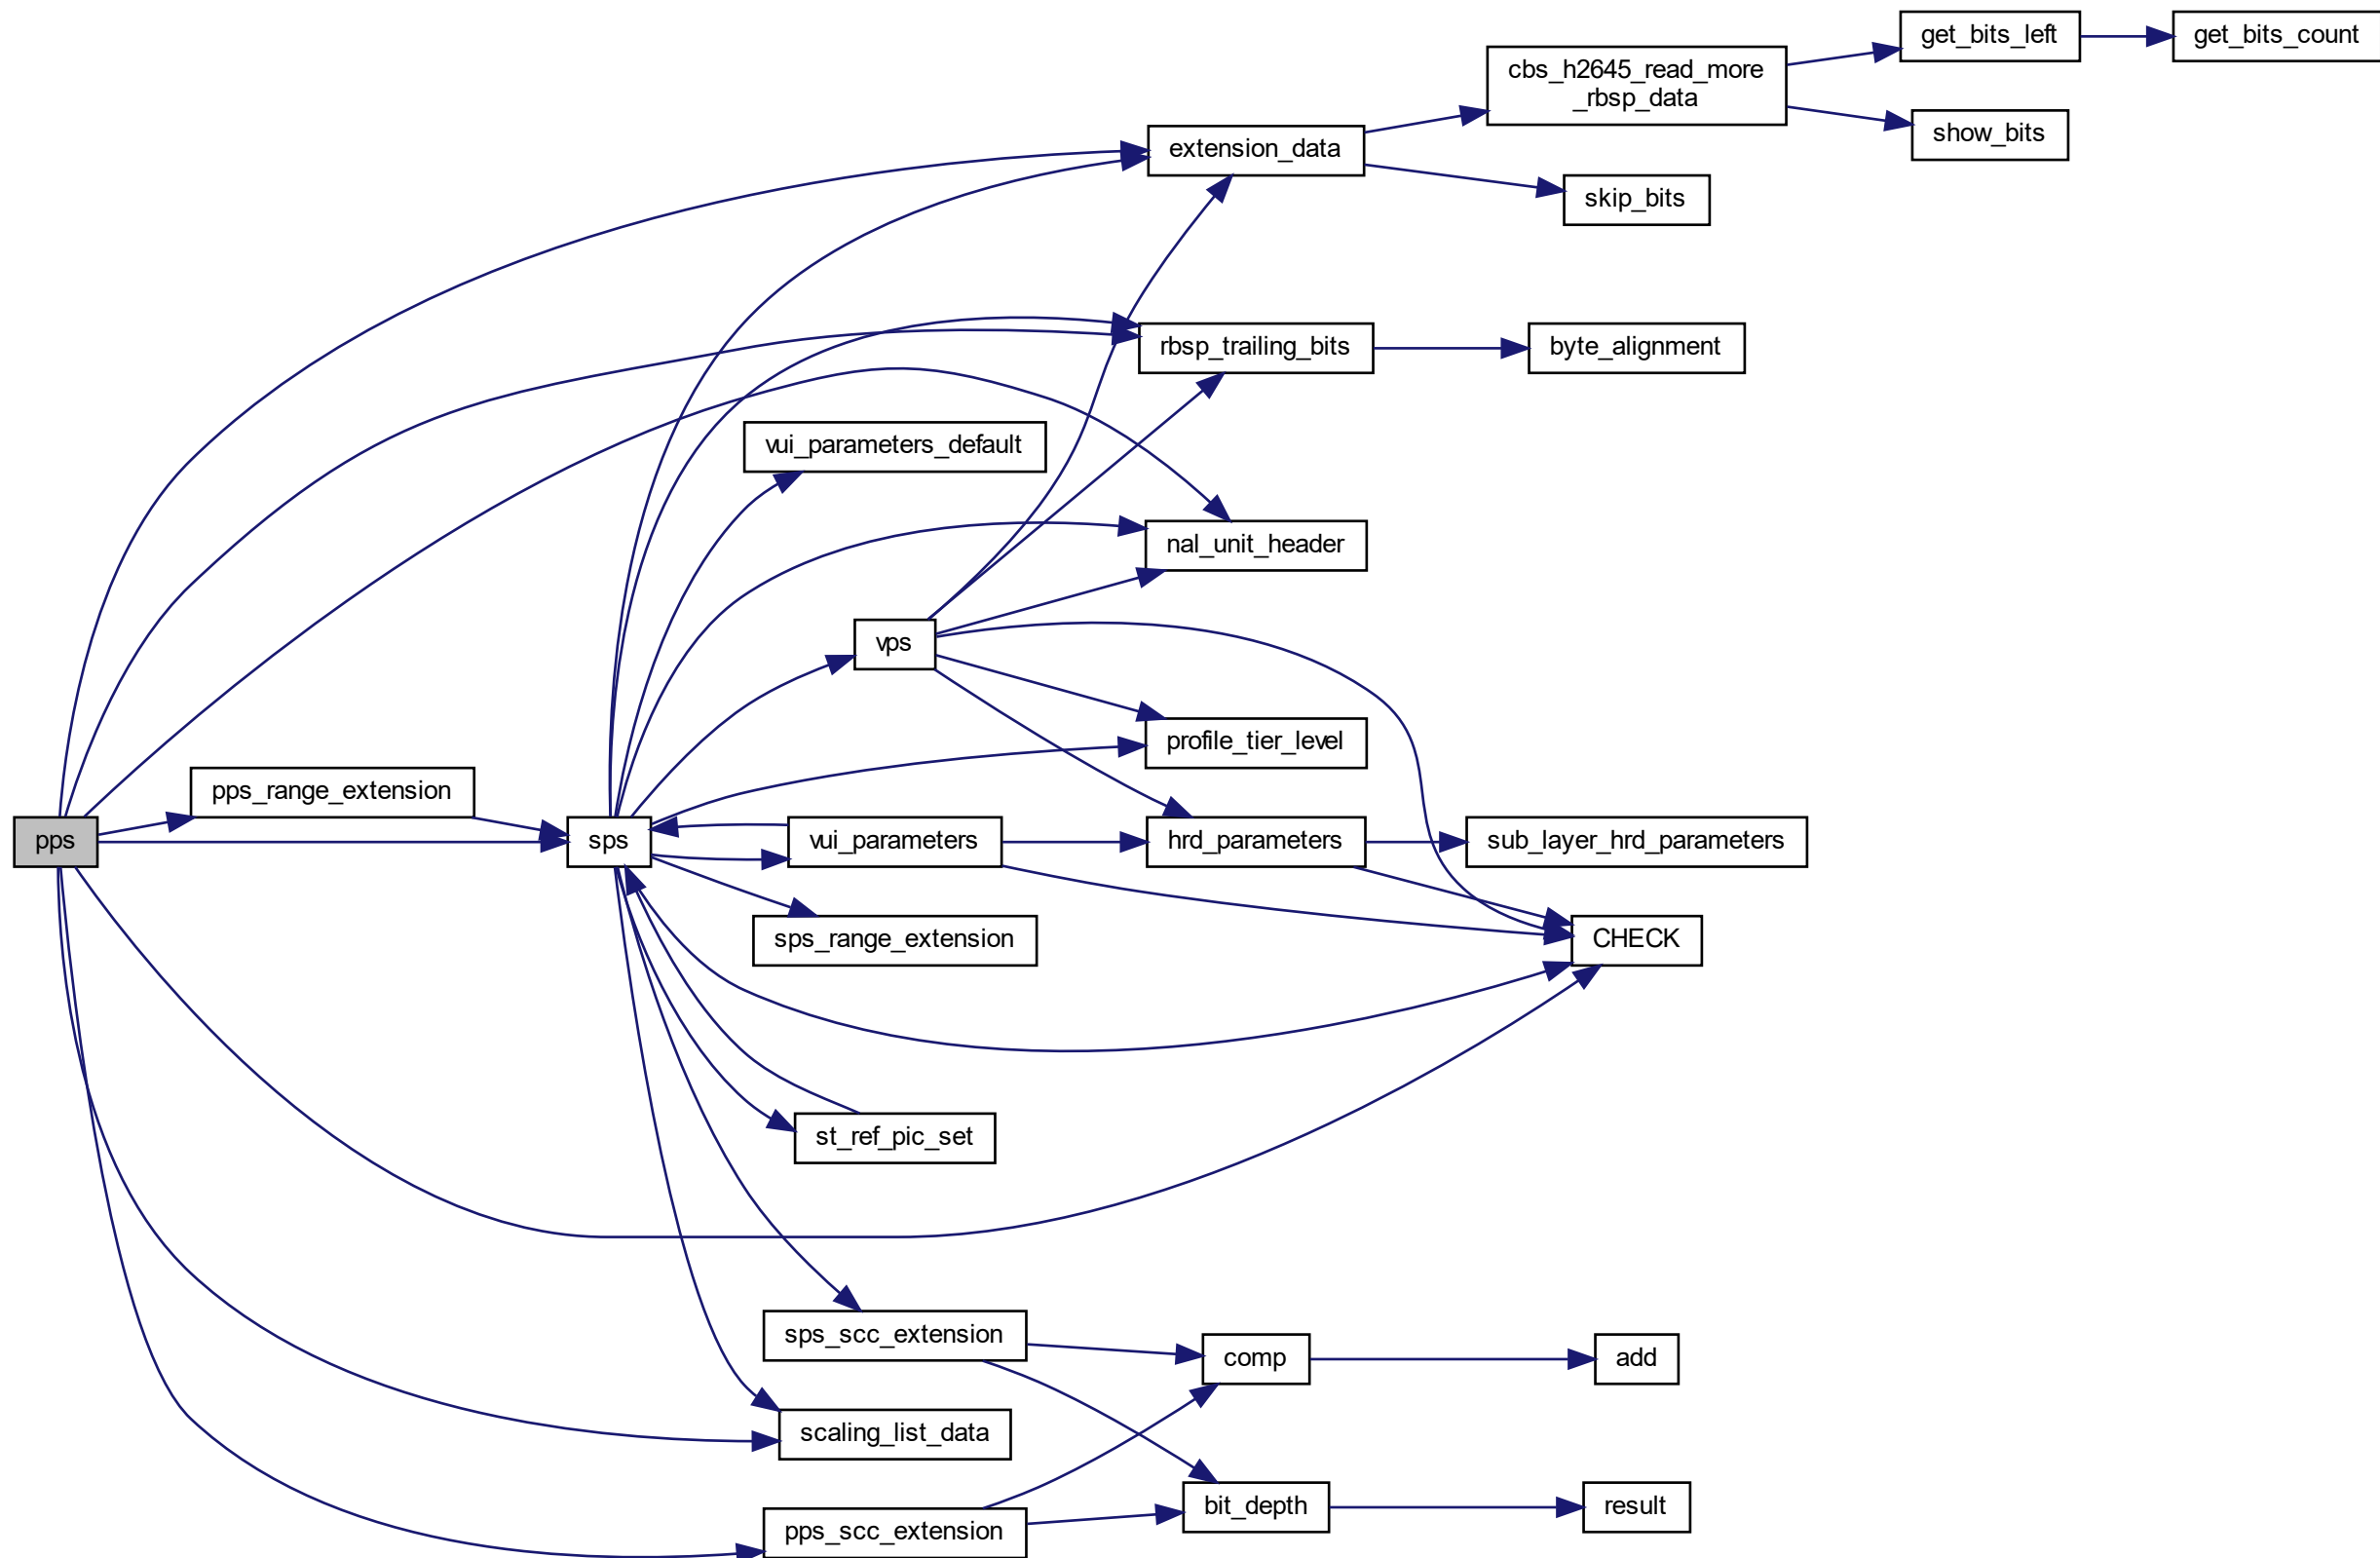 get_bits_left
get_bits_count
cbs_h2645_read_more
_rbsp_data
show_bits
extension_data
skip_bits
rbsp_trailing_bits
byte_alignment
vui_parameters_default
nal_unit_header
vps
profile_tier_level
pps_range_extension
pps
sps
vui_parameters
hrd_parameters
sub_layer_hrd_parameters
sps_range_extension
CHECK
st_ref_pic_set
sps_scc_extension
comp
add
scaling_list_data
bit_depth
result
pps_scc_extension